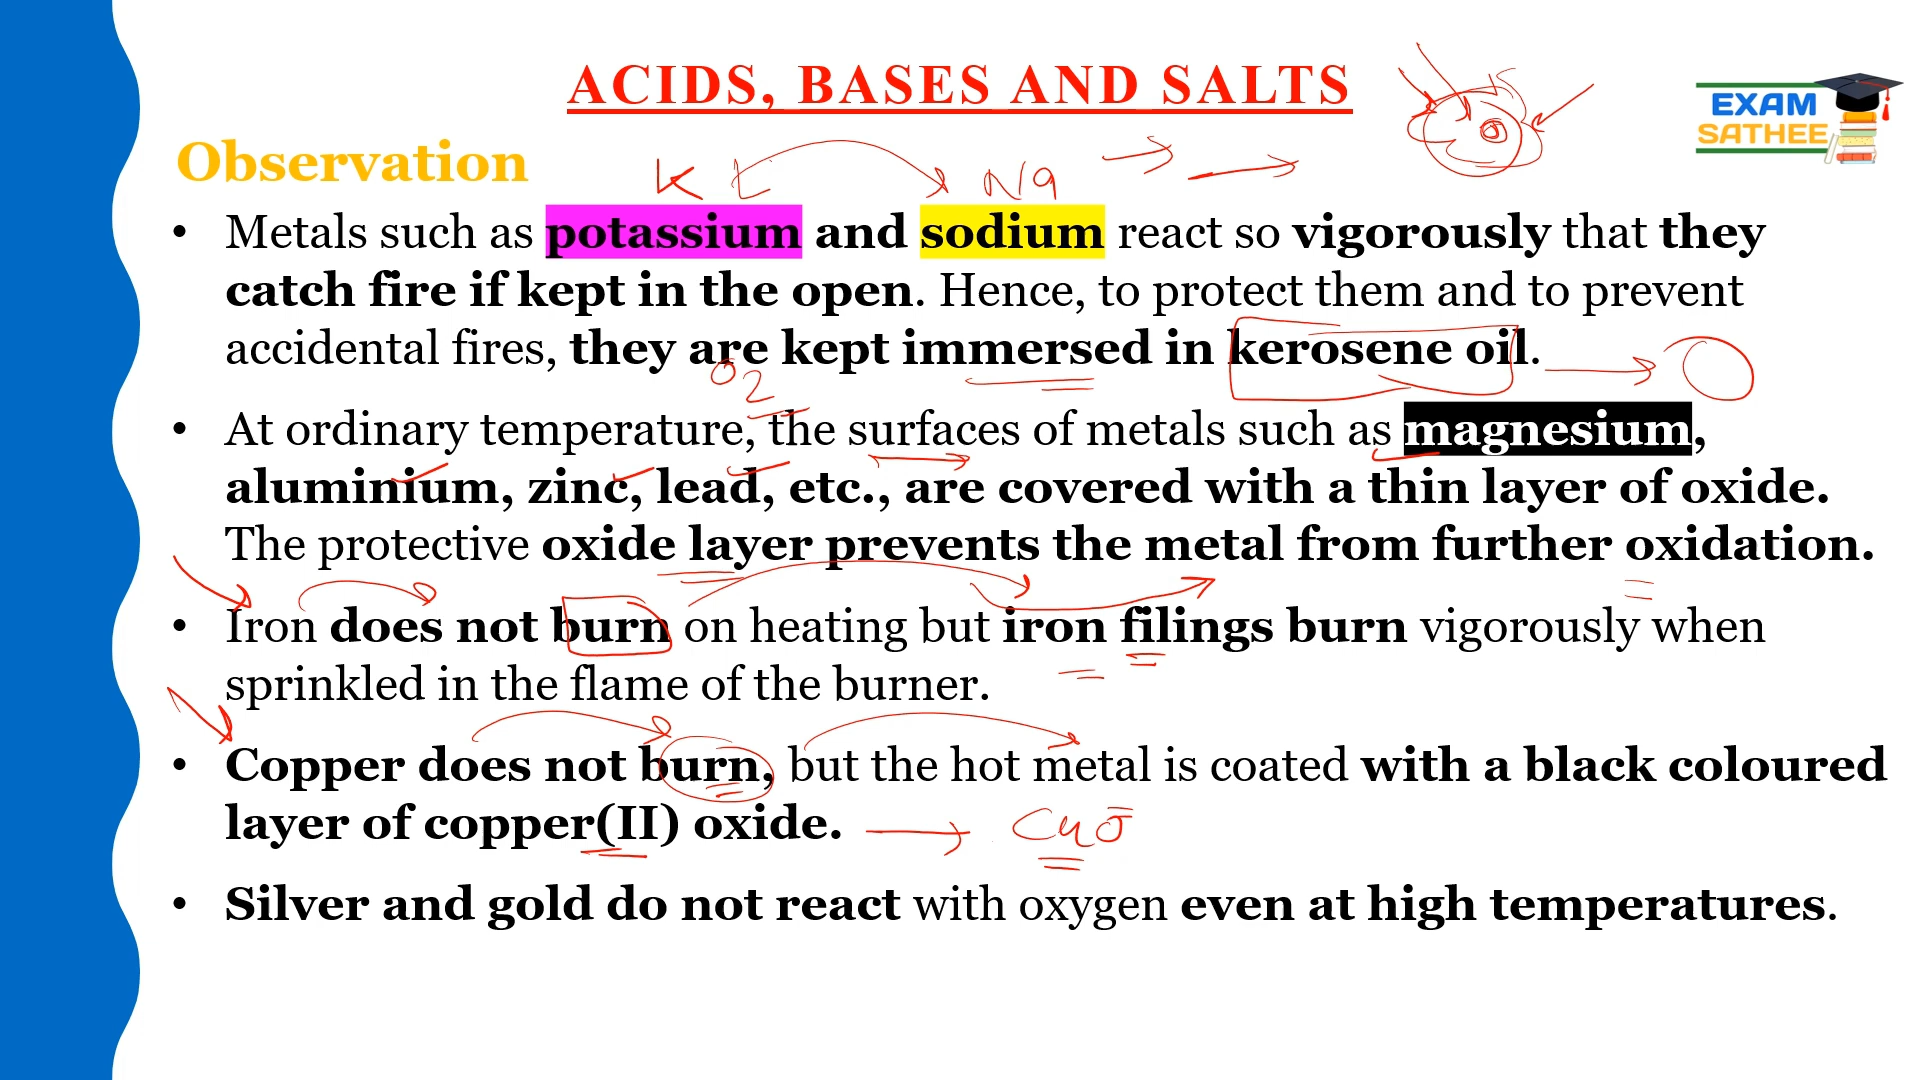 ACIDS, BASES AND SALTS
EXAM
SATHEE
Observation
K
Na
• Metals such as potassium and sodium react so vigorously that they
catch fire if kept in the open. Hence, to protect them and to prevent
accidental fires, they are kept immersed in kerosene oil.
O2
• At ordinary temperature, the surfaces of metals such as magnesium,
aluminium, zinc, lead, etc., are covered with a thin layer of oxide.
The protective oxide layer prevents the metal from further oxidation.
• Iron does not burn on heating but iron filings burn vigorously when
sprinkled in the flame of the burner.
• Copper does not burn, but the hot metal is coated with a black coloured
layer of copper(II) oxide.
CuO
• Silver and gold do not react with oxygen even at high temperatures.